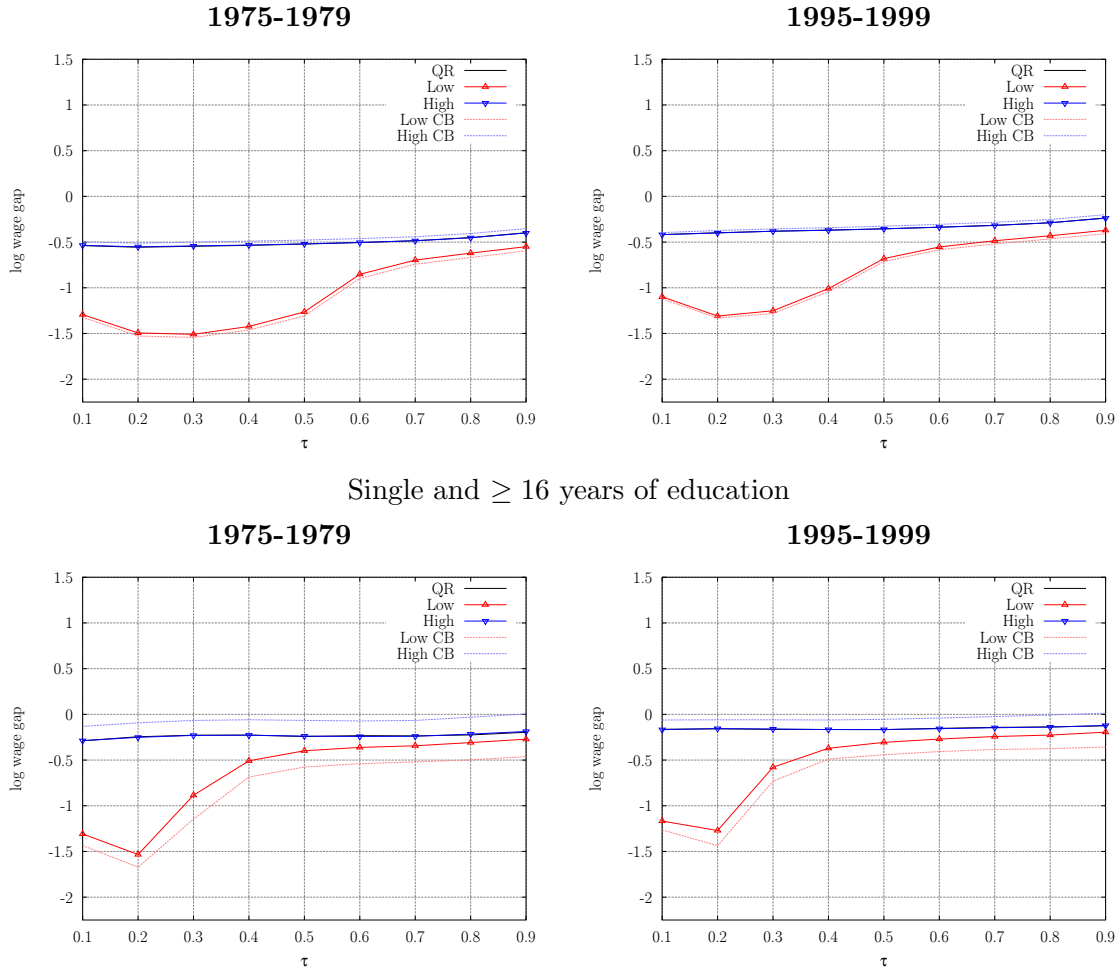 1975-1979 1995-1999
1.5
1
0.5
0
-0.5
-1
-1.5
-2
0.1 0.2 0.3 0.4 0.5 0.6 0.7 0.8 0.9
log wage gap
τ
QR
Low
High
Low CB
High CB
1.5
1
0.5
0
-0.5
-1
-1.5
-2
0.1 0.2 0.3 0.4 0.5 0.6 0.7 0.8 0.9
log wage gap
τ
QR
Low
High
Low CB
High CB
Single and ≥ 16 years of education
1975-1979 1995-1999
1.5
1
0.5
0
-0.5
-1
-1.5
-2
0.1 0.2 0.3 0.4 0.5 0.6 0.7 0.8 0.9
log wage gap
τ
QR
Low
High
Low CB
High CB
1.5
1
0.5
0
-0.5
-1
-1.5
-2
0.1 0.2 0.3 0.4 0.5 0.6 0.7 0.8 0.9
log wage gap
τ
QR
Low
High
Low CB
High CB